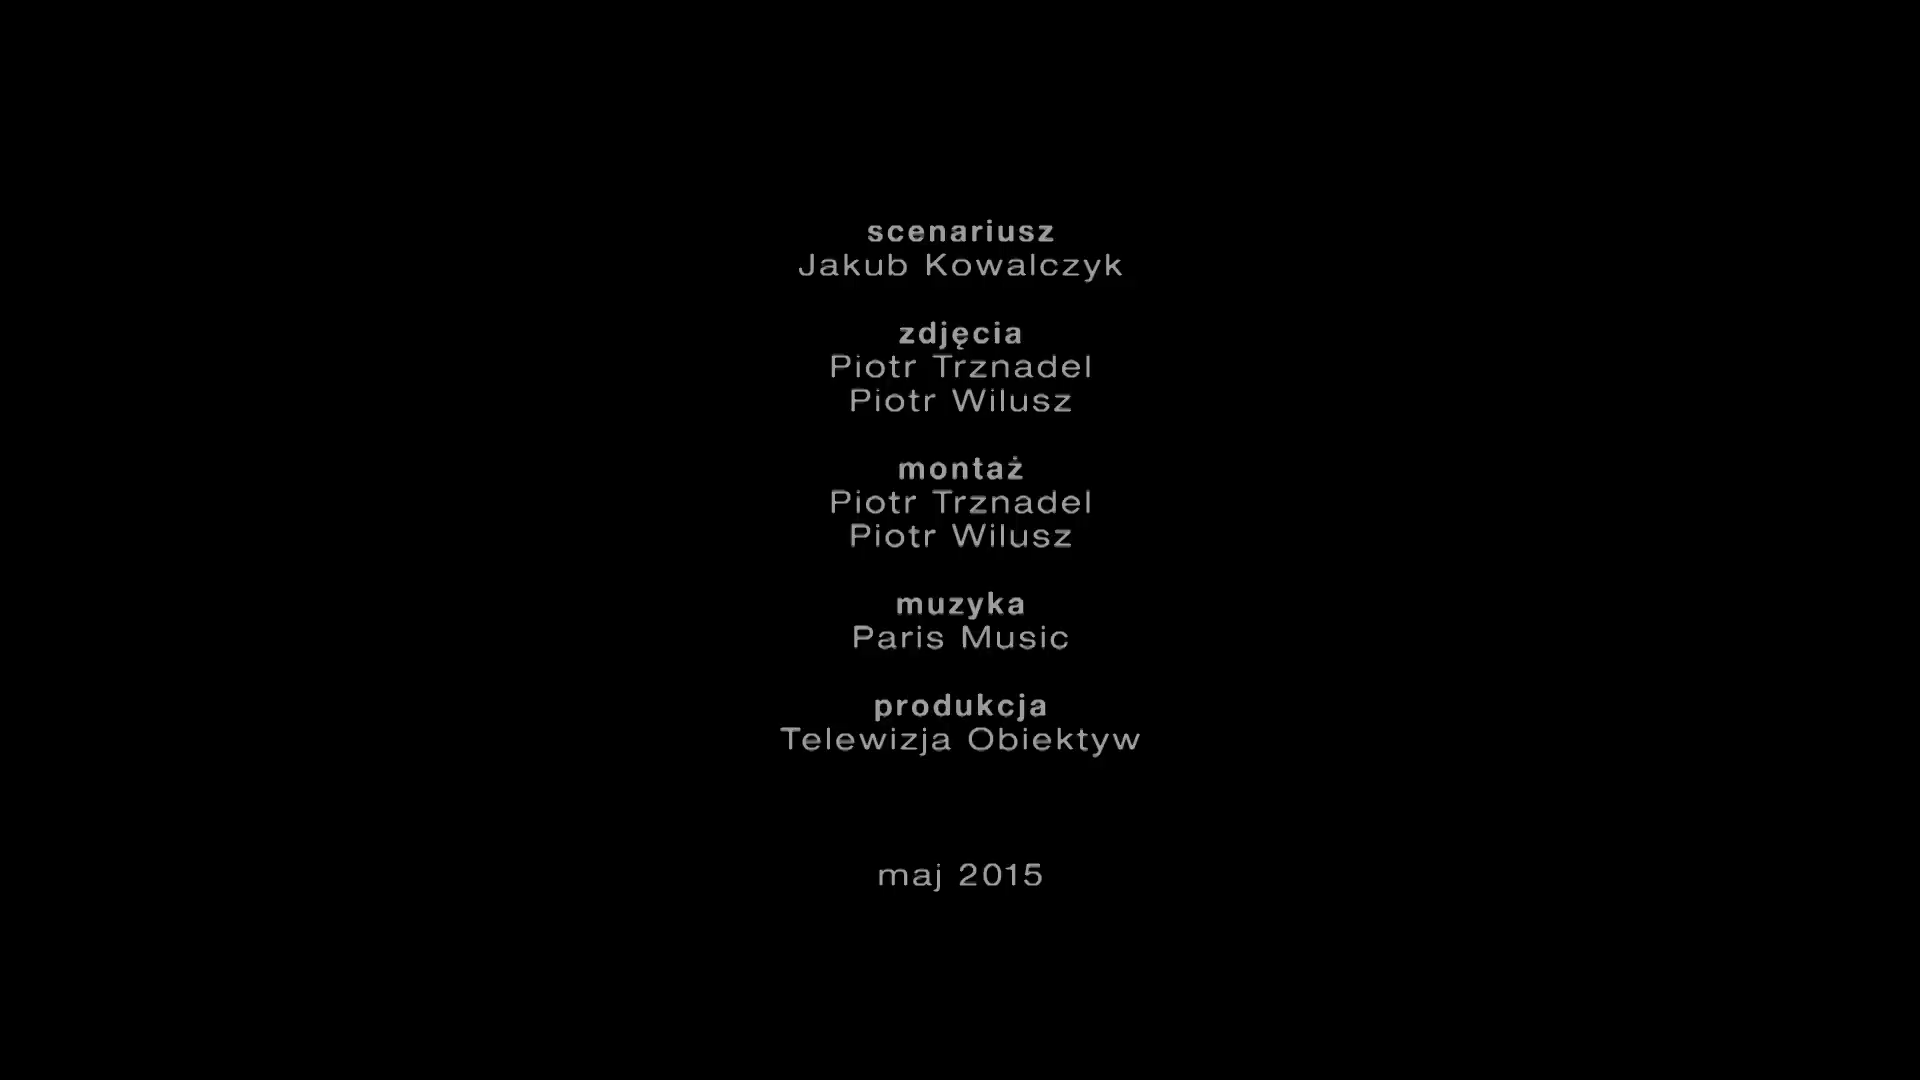 scenariusz
Jakub Kowalczyk
zdjęcia
Piotr Trznadel
Piotr Wilusz
montaż
Piotr Trznadel
Piotr Wilusz
muzyka
Paris Music
produkcja
Telewizja Obiektyw
maj 2015